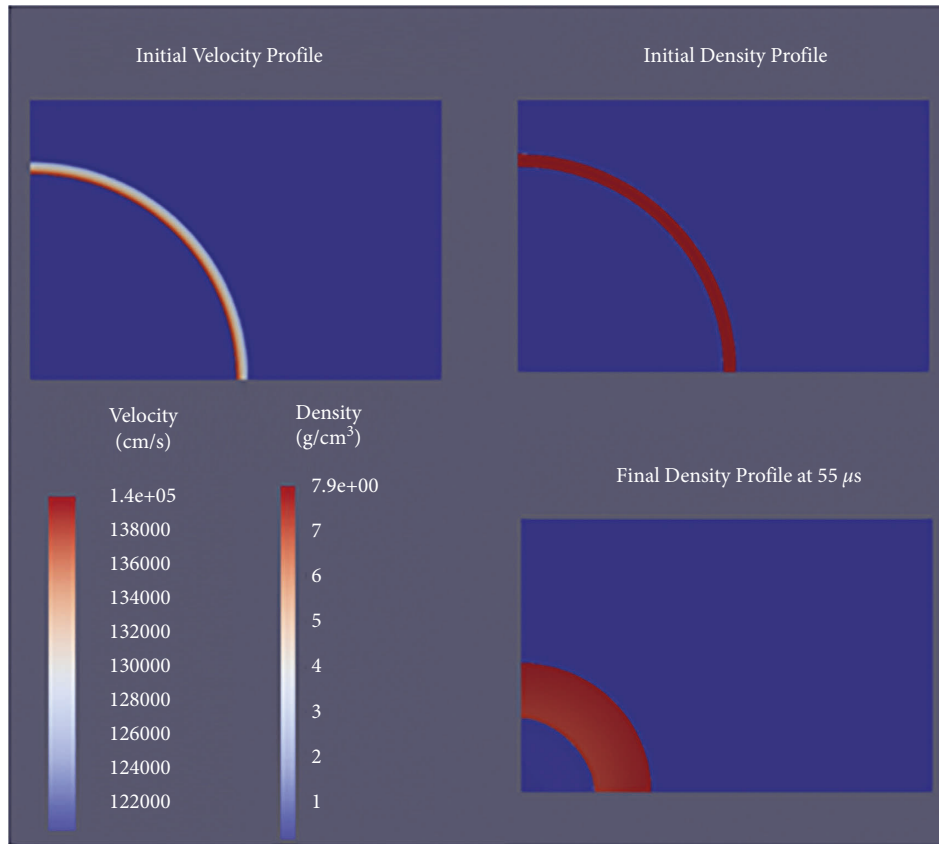 Initial Velocity Profile
Initial Density Profile
Velocity
(cm/s)
1.4e+05
138000
136000
134000
132000
130000
128000
126000
124000
122000
Density
(g/cm³)
7.9e+00
7
6
5
4
3
2
1
Final Density Profile at 55 μs